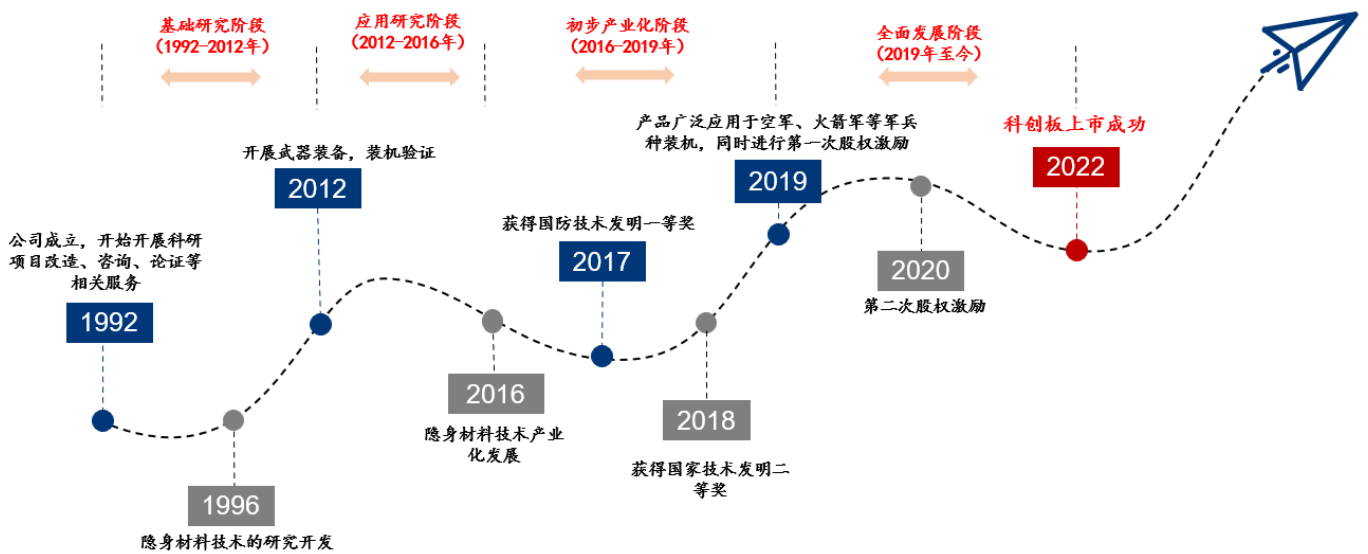 基础研究阶段
(1992-2012年)
应用研究阶段
(2012-2016年)
初步产业化阶段
(2016-2019年)
全面发展阶段
(2019年至今)
公司成立，开始开展科研
项目改造、咨询、论证等
相关服务
1992
1996
隐身材料技术的研究开发
开展武器装备，装机验证
2012
2016
隐身材料技术产业
化发展
获得国防技术发明一等奖
2017
2018
获得国家技术发明二
等奖
产品广泛应用于空军、火箭军等军兵
种装机，同时进行第一次股权激励
2019
2020
第二次股权激励
科创板上市成功
2022